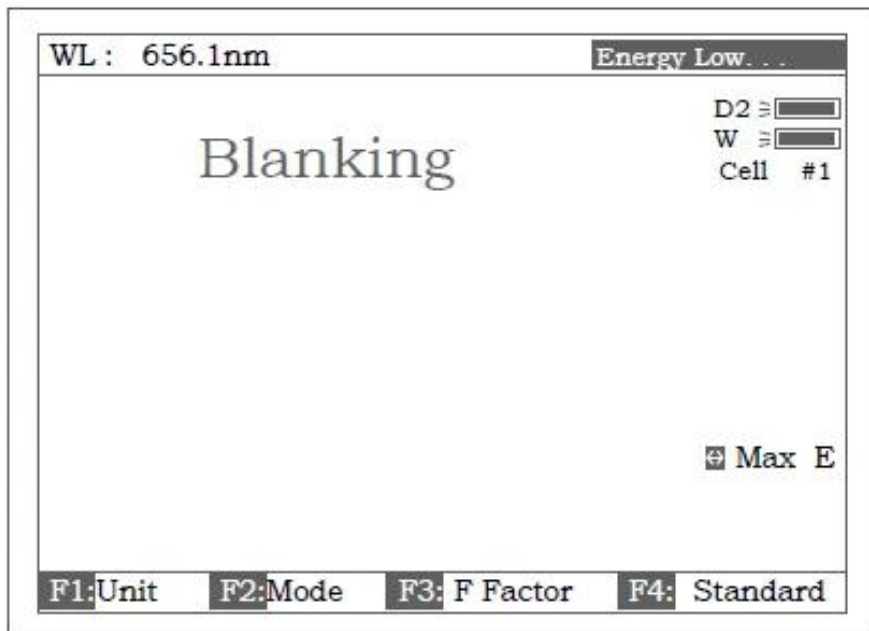 WL : 656.1nm Energy Low. . .
D2
Blanking W
Cell #1
Max E
F1:Unit F2:Mode F3: F Factor F4: Standard